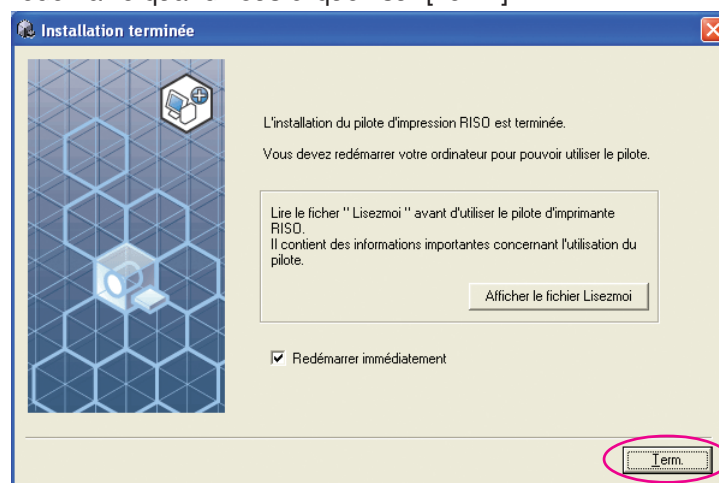 Installation terminée
L'installation du pilote d'impression RISO est terminée.
Vous devez redémarrer votre ordinateur pour pouvoir utiliser le pilote.
Lire le ficher " Lisezmoi " avant d'utiliser le pilote d'imprimante
RISO.
Il contient des informations importantes concernant l'utilisation du
pilote.
Afficher le fichier Lisezmoi
Redémarrer immédiatement
Term.